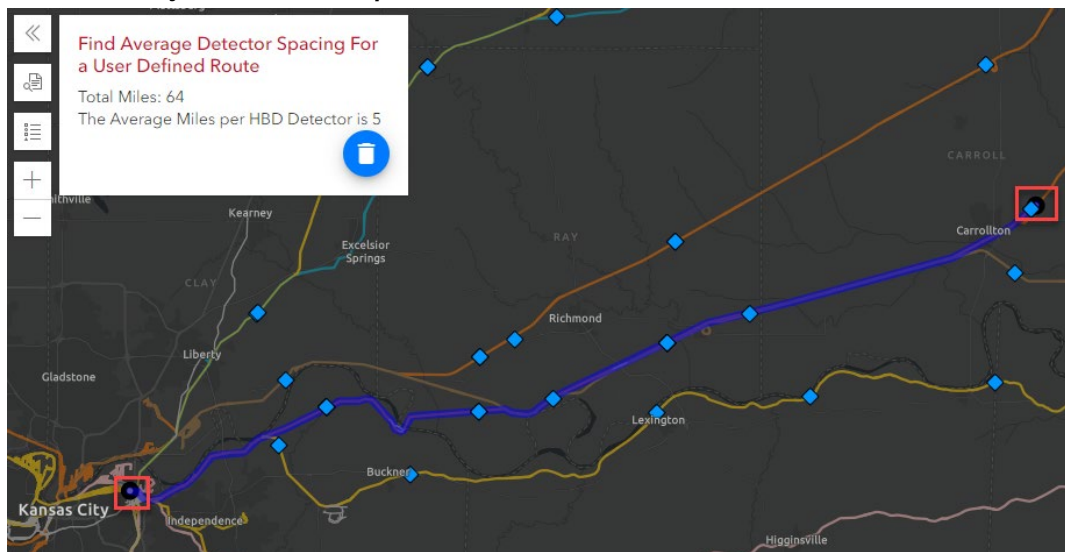 Find Average Detector Spacing For
a User Defined Route
Total Miles: 64
The Average Miles per HBD Detector is 5
CARROLL
Kearney
RAY
Carrollton
Excelsior
Springs
CLAY
Richmond
Liberty
Gladstone
Lexington
Buckner
Kansas City
Independence
Higginsville